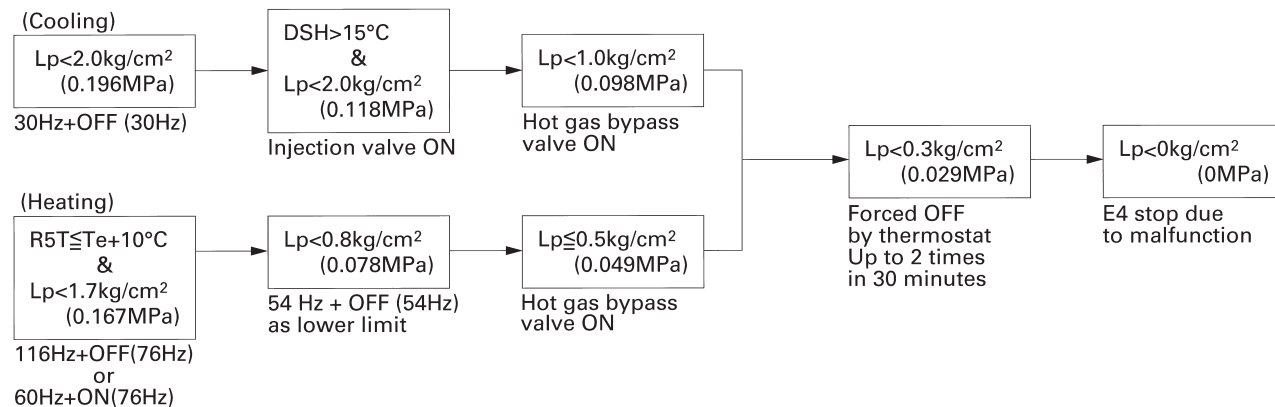 (Cooling)
Lp<2.0kg/cm²
(0.196MPa)
30Hz+OFF (30Hz)
DSH>15°C
&
Lp<2.0kg/cm²
(0.118MPa)
Injection valve ON
Lp<1.0kg/cm²
(0.098MPa)
Hot gas bypass
valve ON
(Heating)
R5T≦Te+10°C
&
Lp<1.7kg/cm²
(0.167MPa)
116Hz+OFF(76Hz)
or
60Hz+ON(76Hz)
Lp<0.8kg/cm²
(0.078MPa)
54 Hz + OFF (54Hz)
as lower limit
Lp≦0.5kg/cm²
(0.049MPa)
Hot gas bypass
valve ON
Lp<0.3kg/cm²
(0.029MPa)
Forced OFF
by thermostat
Up to 2 times
in 30 minutes
Lp<0kg/cm²
(0MPa)
E4 stop due
to malfunction